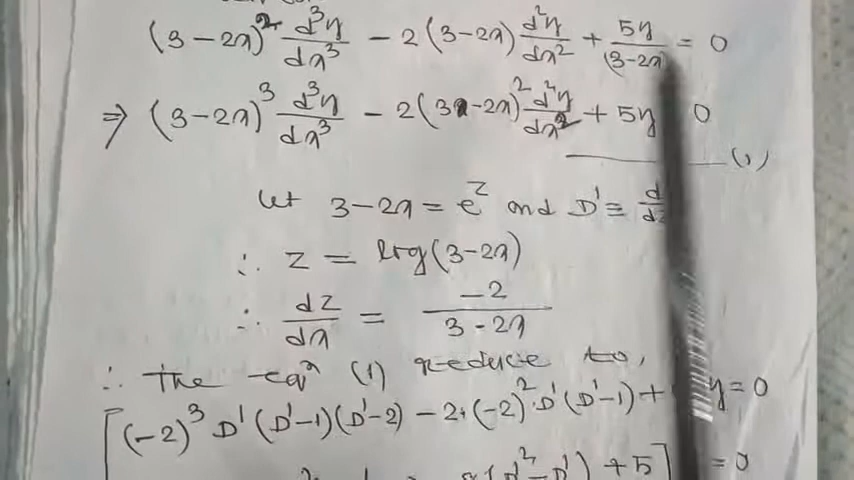 (3-2x)² d³y/dx³ - 2(3-2x) d²y/dx² + 5y/(3-2x) = 0
⇒ (3-2x)³ d³y/dx³ - 2(3-2x)² d²y/dx² + 5y 0
(1)
Let 3-2x = e^z and D' ≡ d/dz
∴ z = log(3-2x)
∴ dz/dx = -2/(3-2x)
∴ The eqⁿ (1) reduce to,
[(-2)³ D'(D'-1)(D'-2) - 2.(-2)² D'(D'-1) + y = 0
+5] = 0